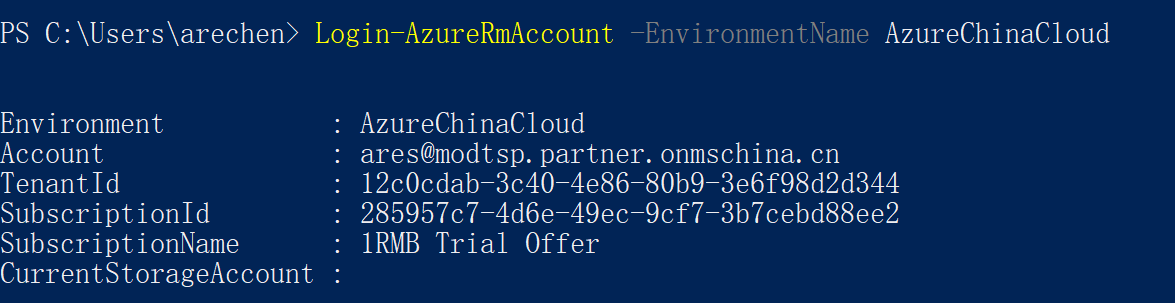 PS C:\Users\arechen> Login-AzureRmAccount -EnvironmentName AzureChinaCloud
Environment : AzureChinaCloud
Account : ares@modtsp.partner.onmschina.cn
TenantId : 12c0cdab-3c40-4e86-80b9-3e6f98d2d344
SubscriptionId : 285957c7-4d6e-49ec-9cf7-3b7cebd88ee2
SubscriptionName : 1RMB Trial Offer
CurrentStorageAccount :